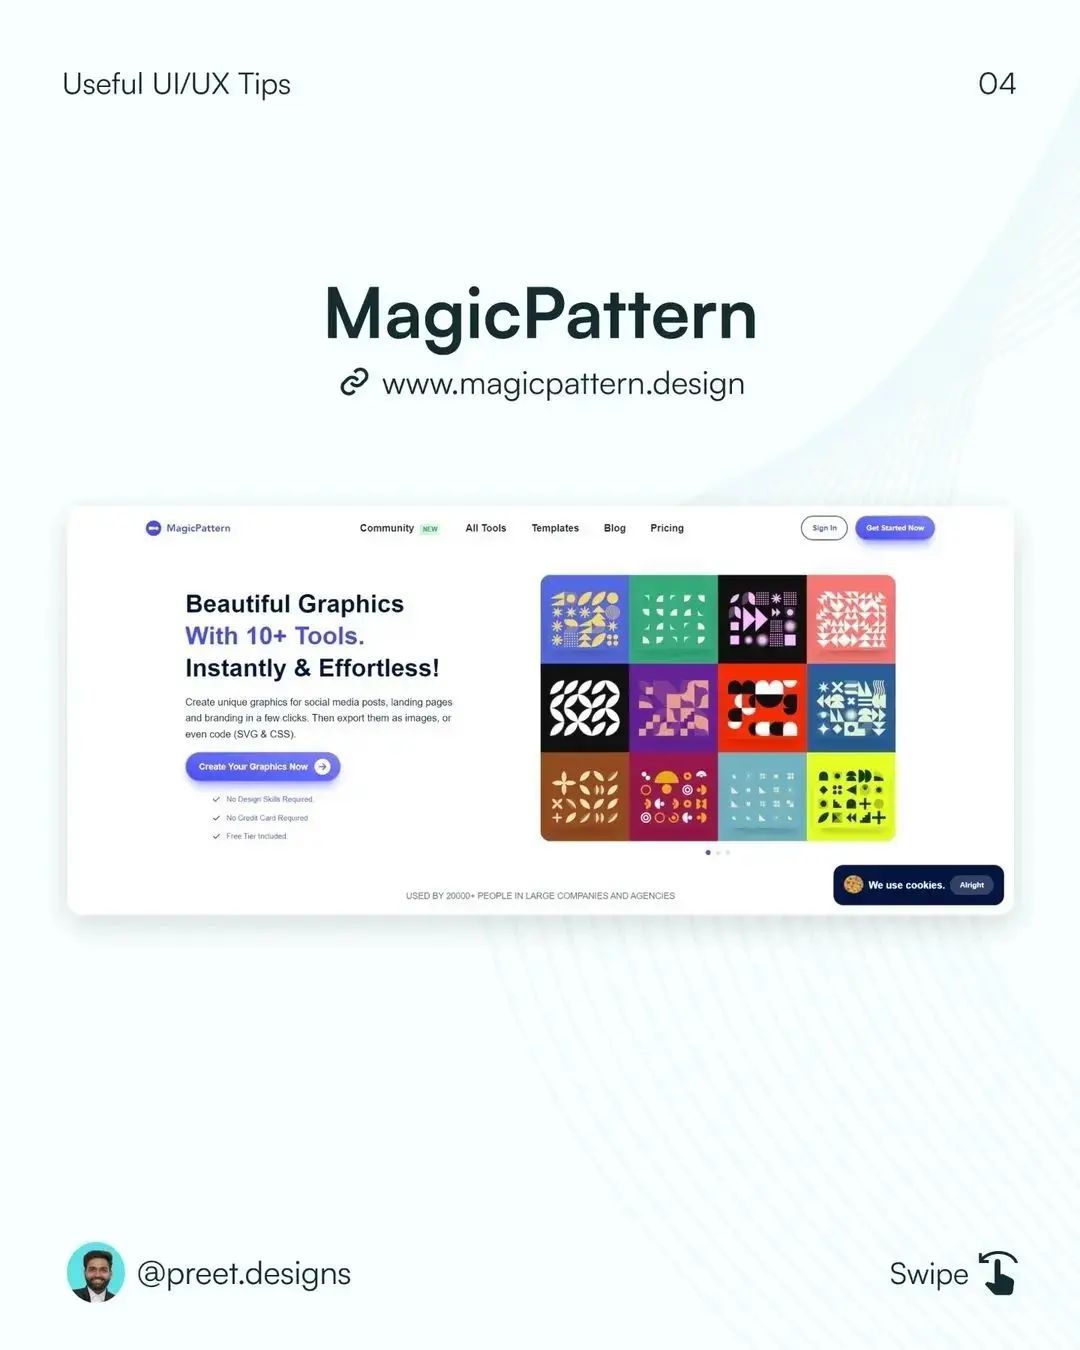 Useful UI/UX Tips
04
MagicPattern
www.magicpattern.design
MagicPattern
Community NEW
All Tools
Templates
Blog
Pricing
Sign In
Get Started Now
Beautiful Graphics
With 10+ Tools.
Instantly & Effortless!
Create unique graphics for social media posts, landing pages
and branding in a few clicks. Then export them as images, or
even code (SVG & CSS).
Create Your Graphics Now
No Design Skills Required.
No Credit Card Required
Free Tier Included.
We use cookies.
Alright
USED BY 20000+ PEOPLE IN LARGE COMPANIES AND AGENCIES
@preet.designs
Swipe